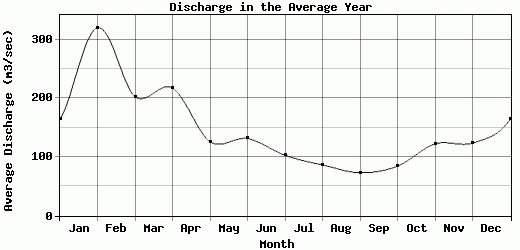 Discharge in the Average Year
Average Discharge (m3/sec)
300
200
100
0
Jan Feb Mar Apr May Jun Jul Aug Sep Oct Nov Dec
Month